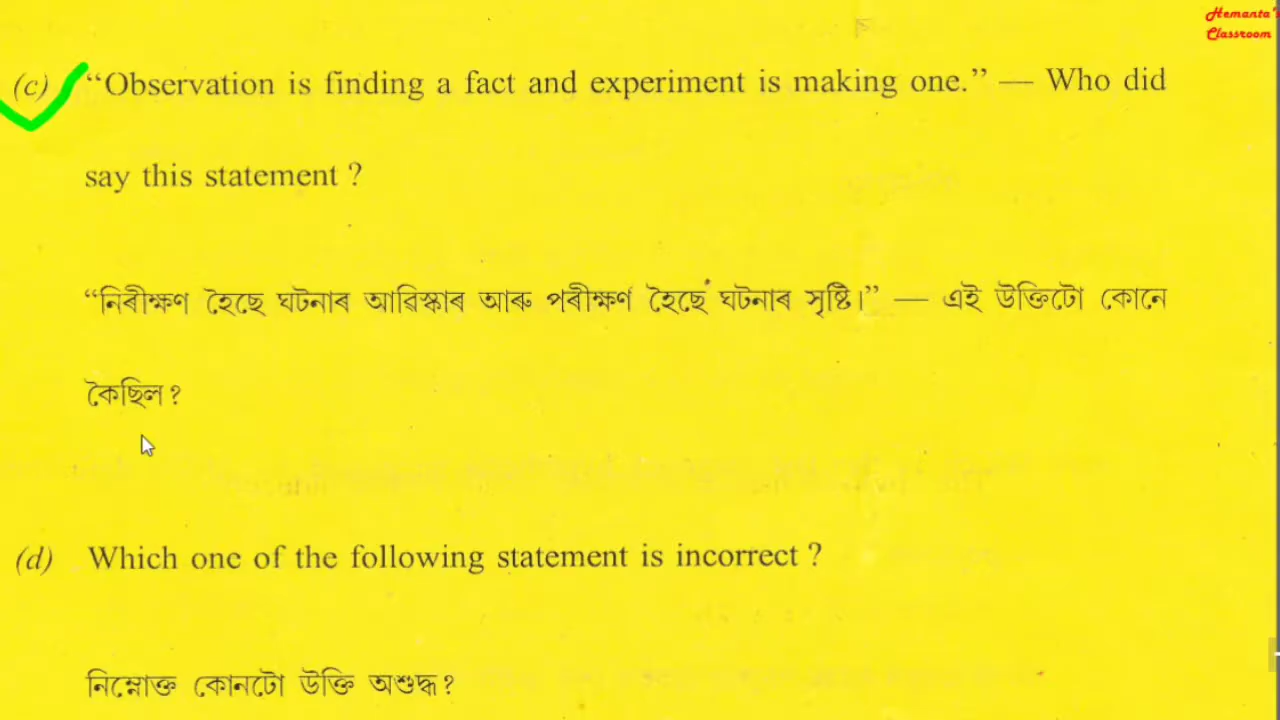 Hemanta's
Classroom
(c) "Observation is finding a fact and experiment is making one." — Who did
say this statement ?
"নিৰীক্ষণ হৈছে ঘটনাৰ আৱিস্কাৰ আৰু পৰীক্ষণ হৈছে ঘটনাৰ সৃষ্টি।" — এই উক্তিটো কোনে
কৈছিল ?
(d) Which one of the following statement is incorrect ?
নিম্নোক্ত কোনটো উক্তি অশুদ্ধ ?